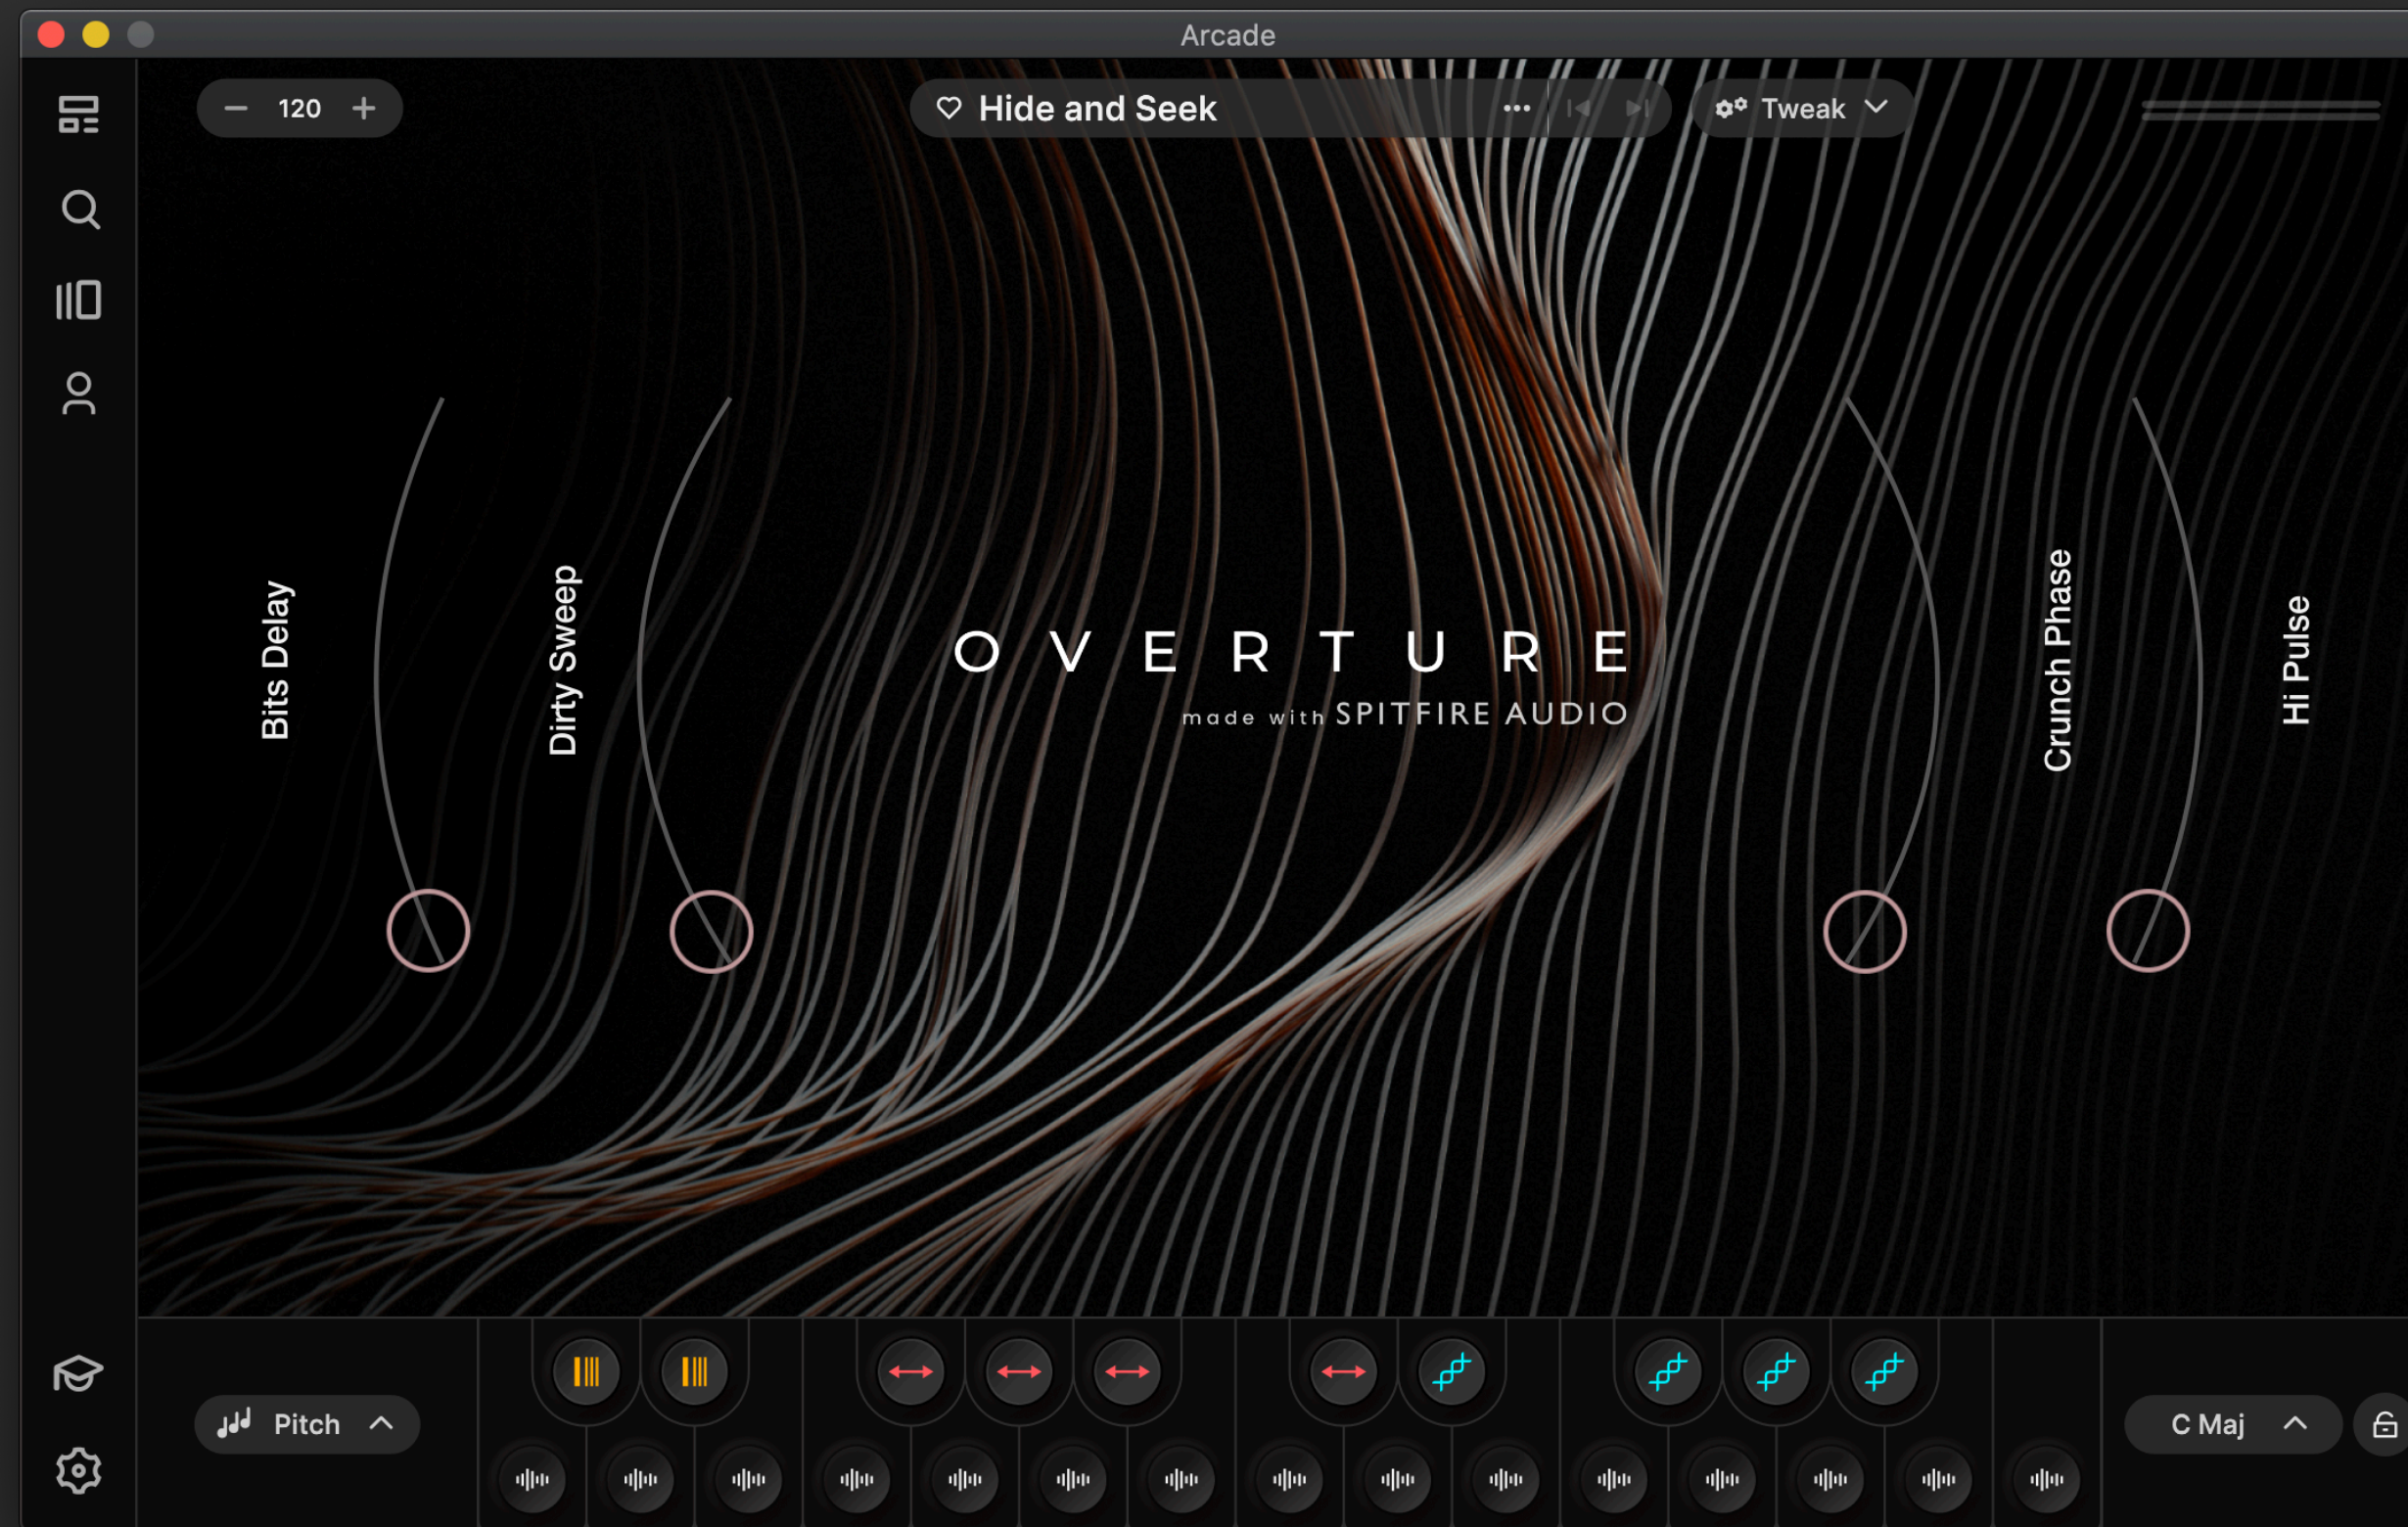 Arcade
120
Hide and Seek
Tweak
Bits Delay
Dirty Sweep
OVERTURE
made with SPITFIRE AUDIO
Crunch Phase
Hi Pulse
Pitch
C Maj